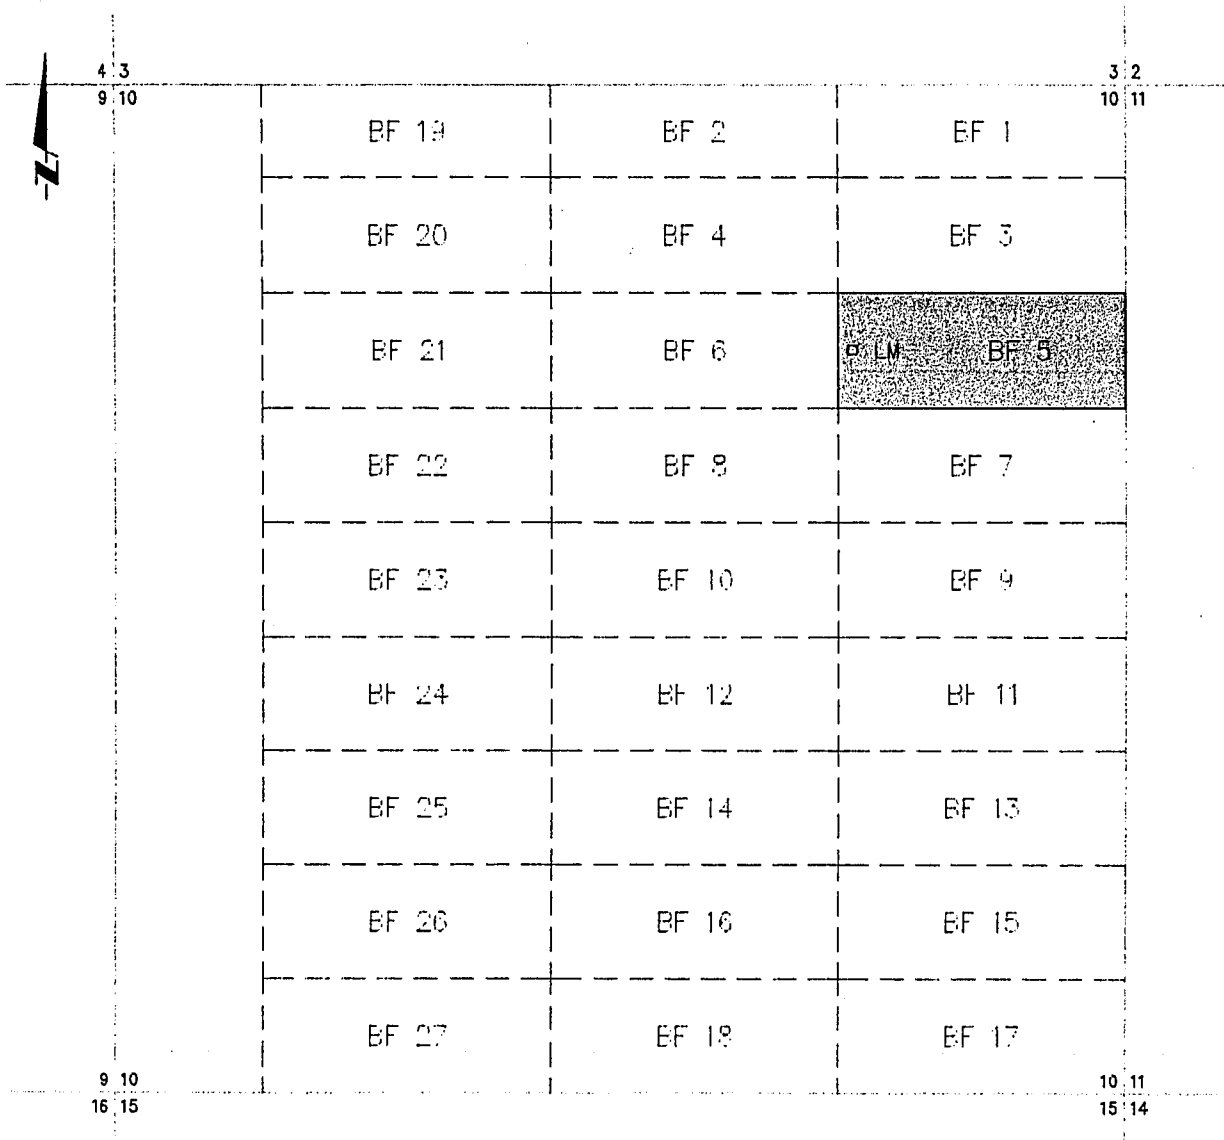 4 3 3 2
9 10 10 11
N
BF 19 BF 2 BF 1
BF 20 BF 4 BF 3
BF 21 BF 6 LM BF 5
BF 22 BF 8 BF 7
BF 23 BF 10 BF 9
BF 24 BF 12 BF 11
BF 25 BF 14 BF 13
BF 26 BF 16 BF 15
BF 27 BF 18 BF 17
9 10 10 11
16 15 15 14